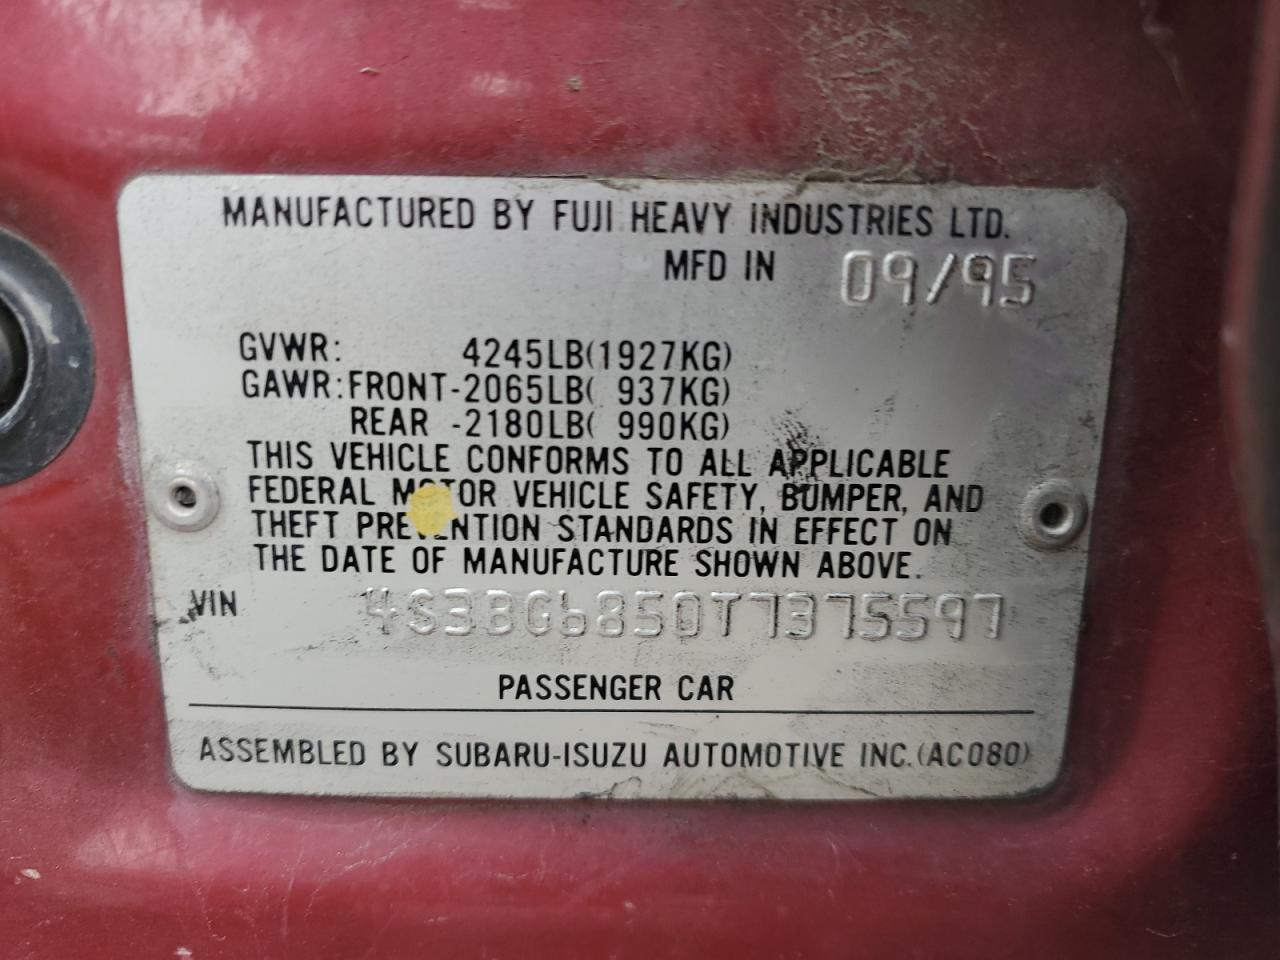 MANUFACTURED BY FUJI HEAVY INDUSTRIES LTD.
MFD IN 09/95
GVWR: 4245LB(1927KG)
GAWR:FRONT-2065LB( 937KG)
REAR -2180LB( 990KG)
THIS VEHICLE CONFORMS TO ALL APPLICABLE
FEDERAL MOTOR VEHICLE SAFETY, BUMPER, AND
THEFT PREVENTION STANDARDS IN EFFECT ON
THE DATE OF MANUFACTURE SHOWN ABOVE.
VIN 4S3BG6850T7375597
PASSENGER CAR
ASSEMBLED BY SUBARU-ISUZU AUTOMOTIVE INC.(AC080)